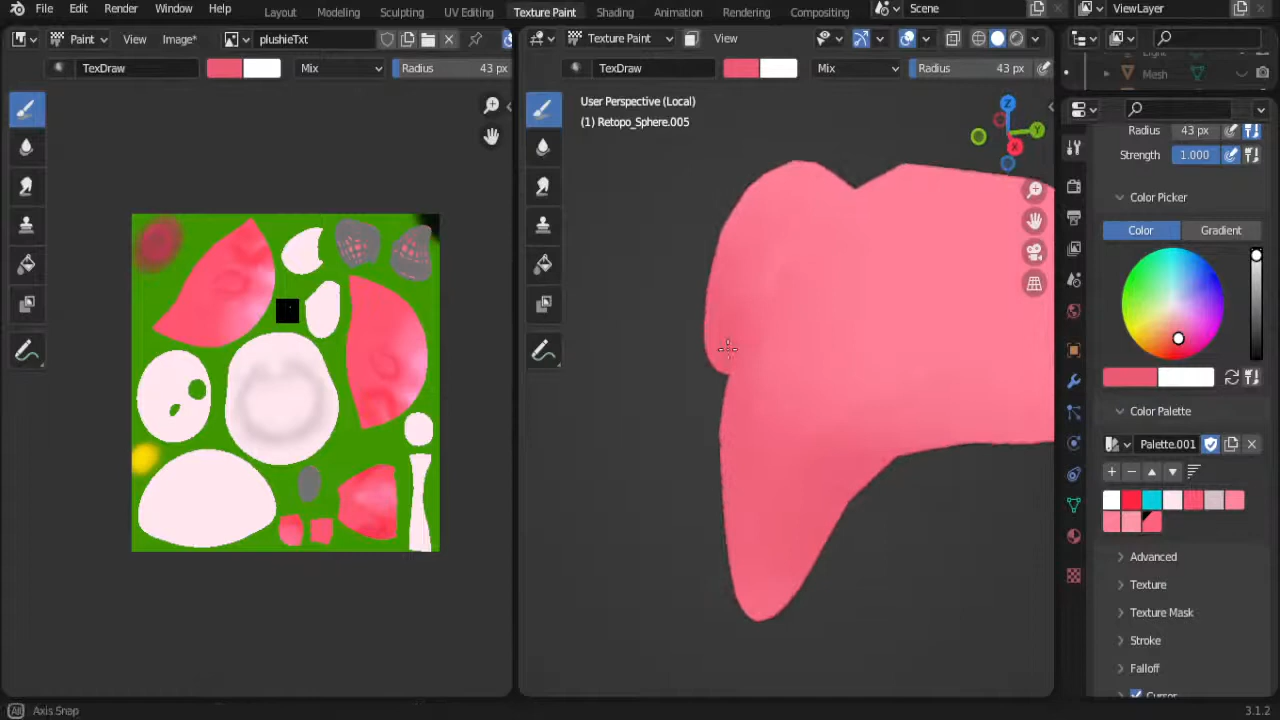 File Edit Render Window Help Layout Modeling Sculpting UV Editing Texture Paint Shading Animation Rendering Compositing Scene ViewLayer
Paint View Image* plushieTxt Texture Paint View
TexDraw Mix Radius 43 px TexDraw Mix Radius 43 px
Mesh
User Perspective (Local)
(1) Retopo_Sphere.005
Z
Y
X
Radius 43 px
Strength 1.000
Color Picker
Color Gradient
Color Palette
Palette.001
Advanced
Texture
Texture Mask
Stroke
Falloff
Cursor
Alt Axis Snap 3.1.2